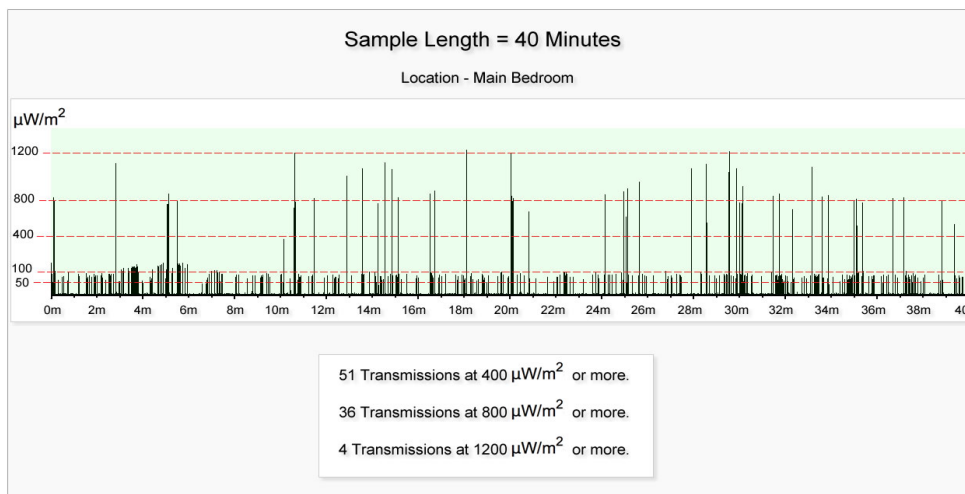 Sample Length = 40 Minutes
Location - Main Bedroom
µW/m²
1200
800
400
100
50
0m 2m 4m 6m 8m 10m 12m 14m 16m 18m 20m 22m 24m 26m 28m 30m 32m 34m 36m 38m 40
51 Transmissions at 400 µW/m² or more.
36 Transmissions at 800 µW/m² or more.
4 Transmissions at 1200 µW/m² or more.